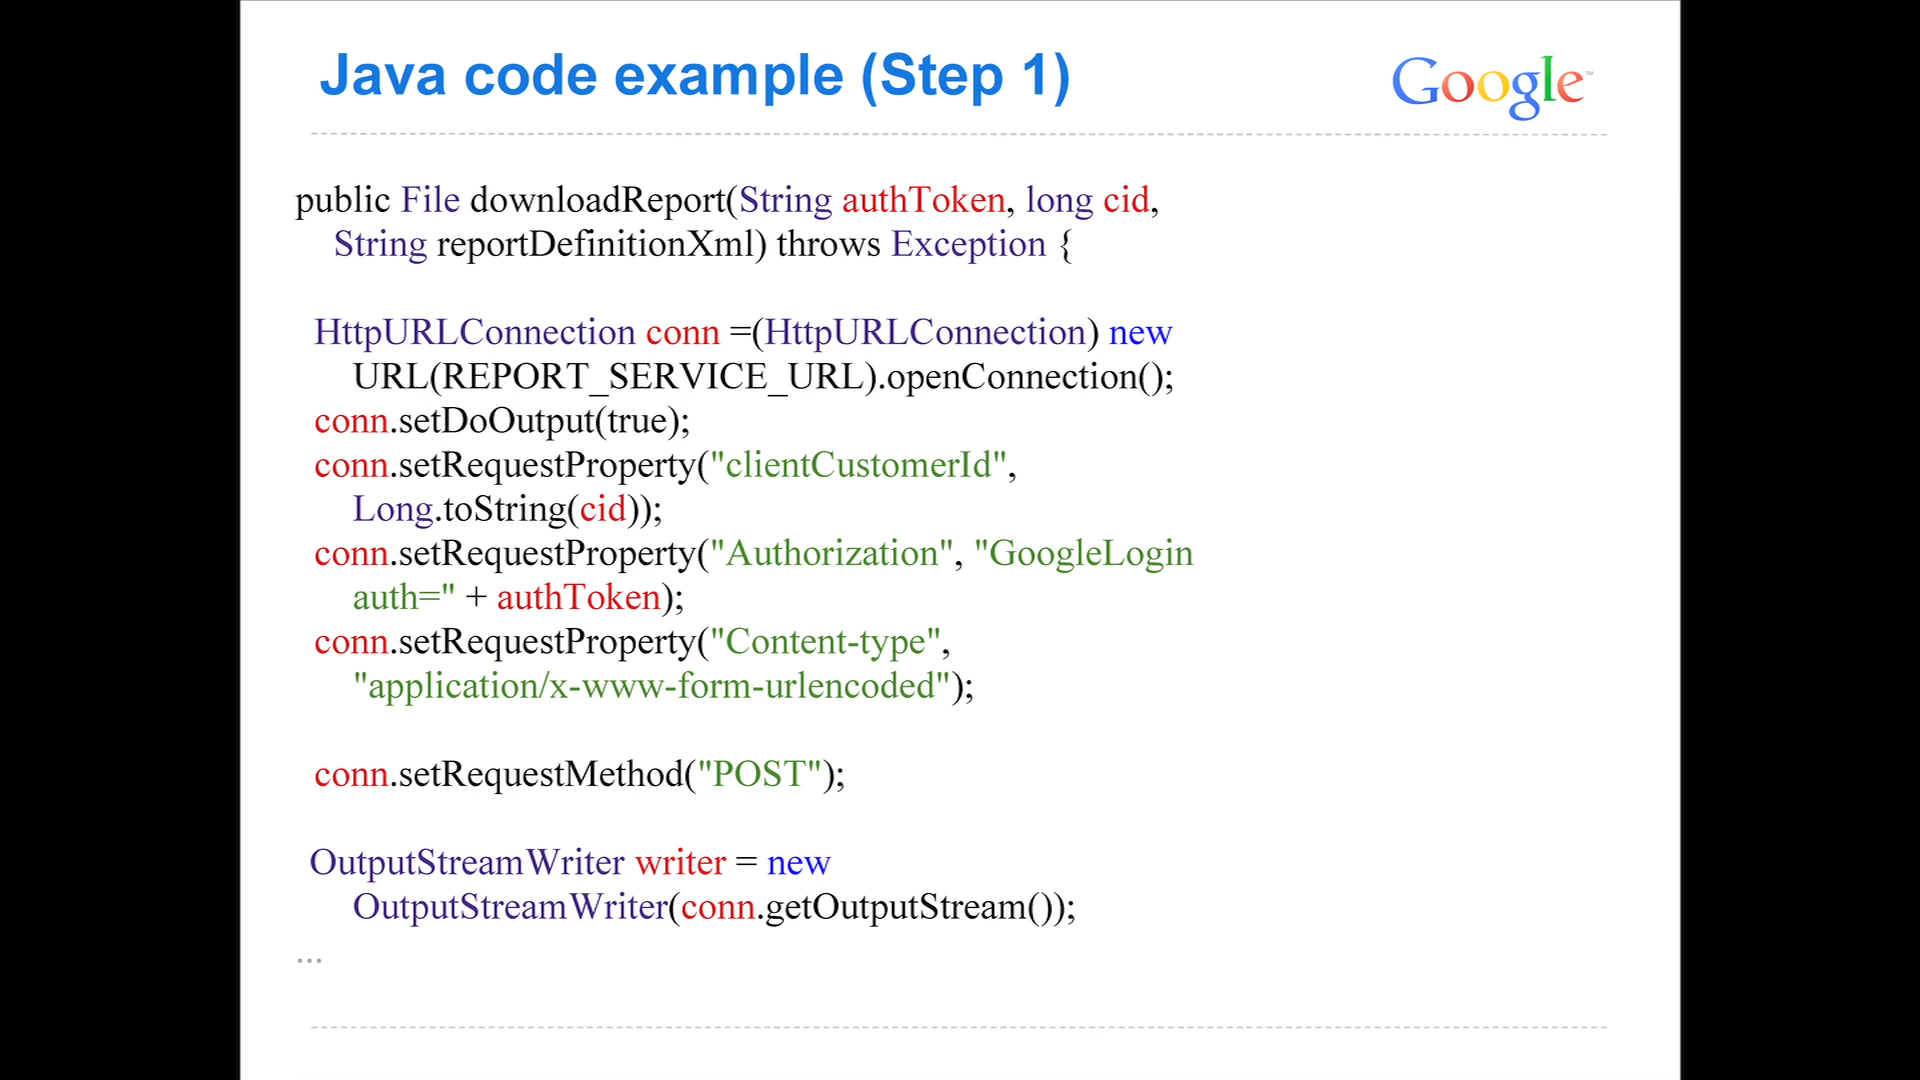 Java code example (Step 1)
Google™
public File downloadReport(String authToken, long cid,
String reportDefinitionXml) throws Exception {
HttpURLConnection conn =(HttpURLConnection) new
URL(REPORT_SERVICE_URL).openConnection();
conn.setDoOutput(true);
conn.setRequestProperty("clientCustomerId",
Long.toString(cid));
conn.setRequestProperty("Authorization", "GoogleLogin
auth=" + authToken);
conn.setRequestProperty("Content-type",
"application/x-www-form-urlencoded");
conn.setRequestMethod("POST");
OutputStreamWriter writer = new
OutputStreamWriter(conn.getOutputStream());
...